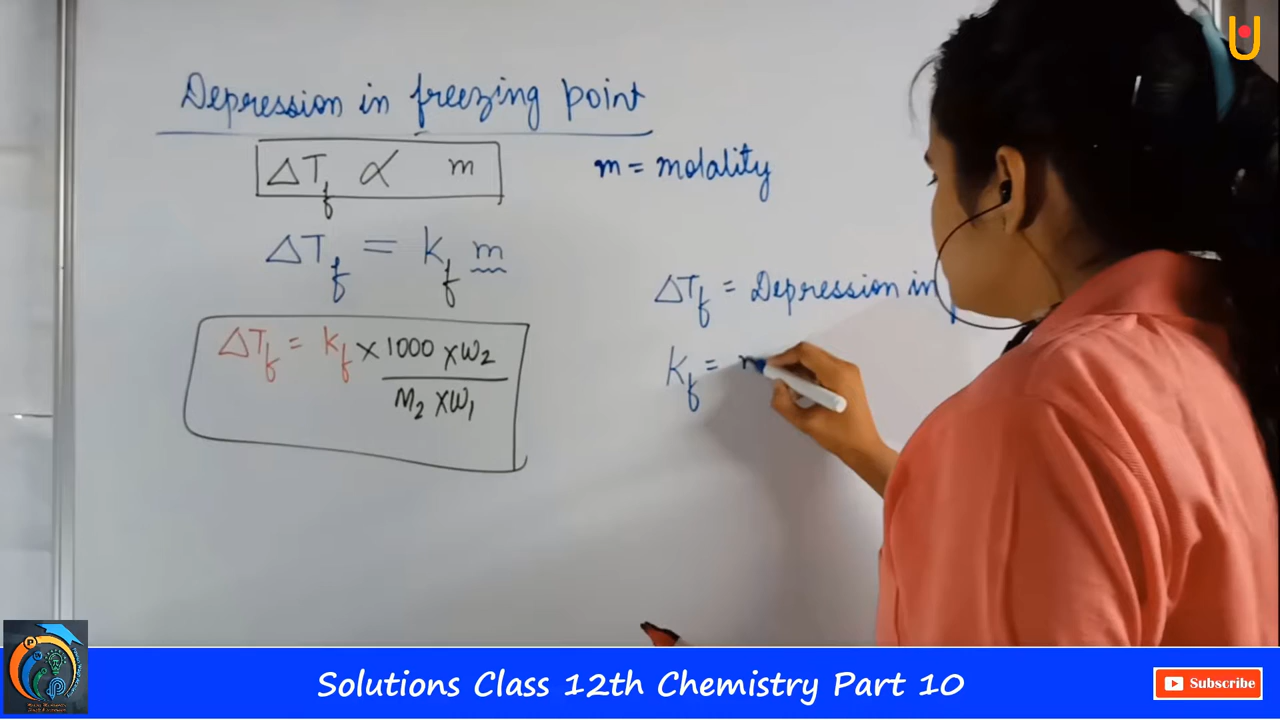 Depression in freezing point
ΔTf ∝ m
m = molality
ΔTf = kf m
ΔTf = Depression in
ΔTf = kf × 1000 × w2
M2 × w1
Kf =
Solutions Class 12th Chemistry Part 10
Subscribe